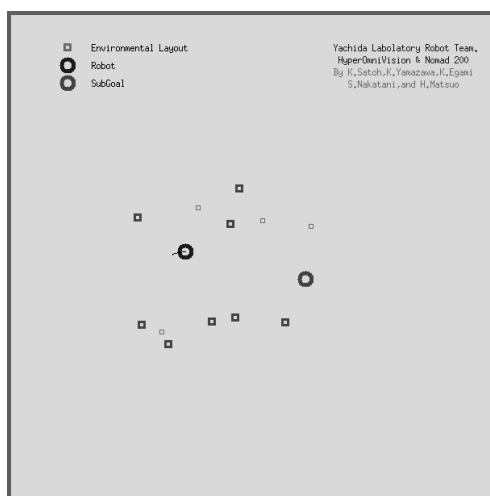 Environmental Layout
Robot
SubGoal
Yachida Labolatory Robot Team.
HyperOmniVision & Nomad 200
By K.Satoh,K.Yamazawa,K.Egami
S.Nakatani,and H.Matsuo